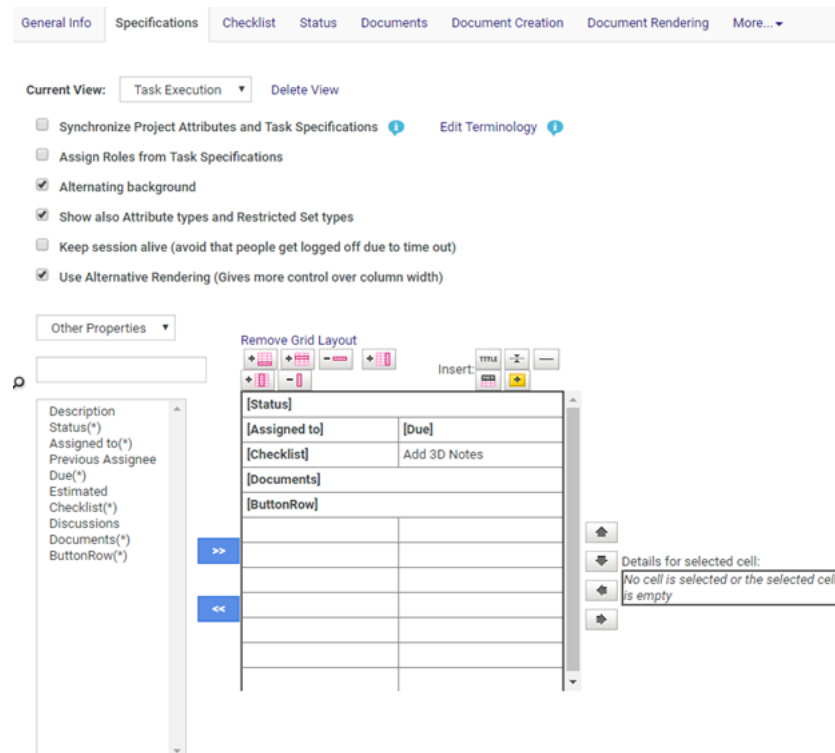 General Info Specifications Checklist Status Documents Document Creation Document Rendering More...
Current View: Task Execution Delete View
Synchronize Project Attributes and Task Specifications Edit Terminology
Assign Roles from Task Specifications
Alternating background
Show also Attribute types and Restricted Set types
Keep session alive (avoid that people get logged off due to time out)
Use Alternative Rendering (Gives more control over column width)
Other Properties
Remove Grid Layout
Insert: TITLE
Description
Status(*)
Assigned to(*)
Previous Assignee
Due(*)
Estimated
Checklist(*)
Discussions
Documents(*)
ButtonRow(*)
>>
<<
[Status]
[Assigned to] [Due]
[Checklist] Add 3D Notes
[Documents]
[ButtonRow]
Details for selected cell:
No cell is selected or the selected cell
is empty